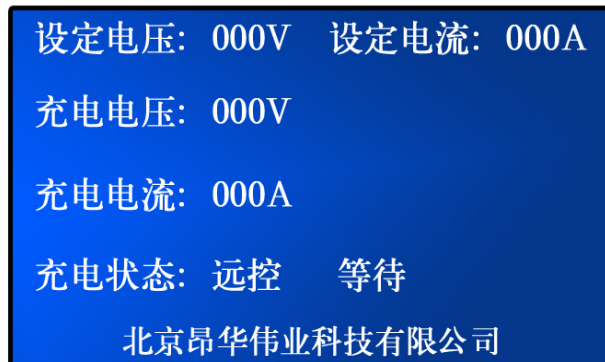 设定电压: 000V 设定电流: 000A
充电电压: 000V
充电电流: 000A
充电状态: 远控 等待
北京昂华伟业科技有限公司